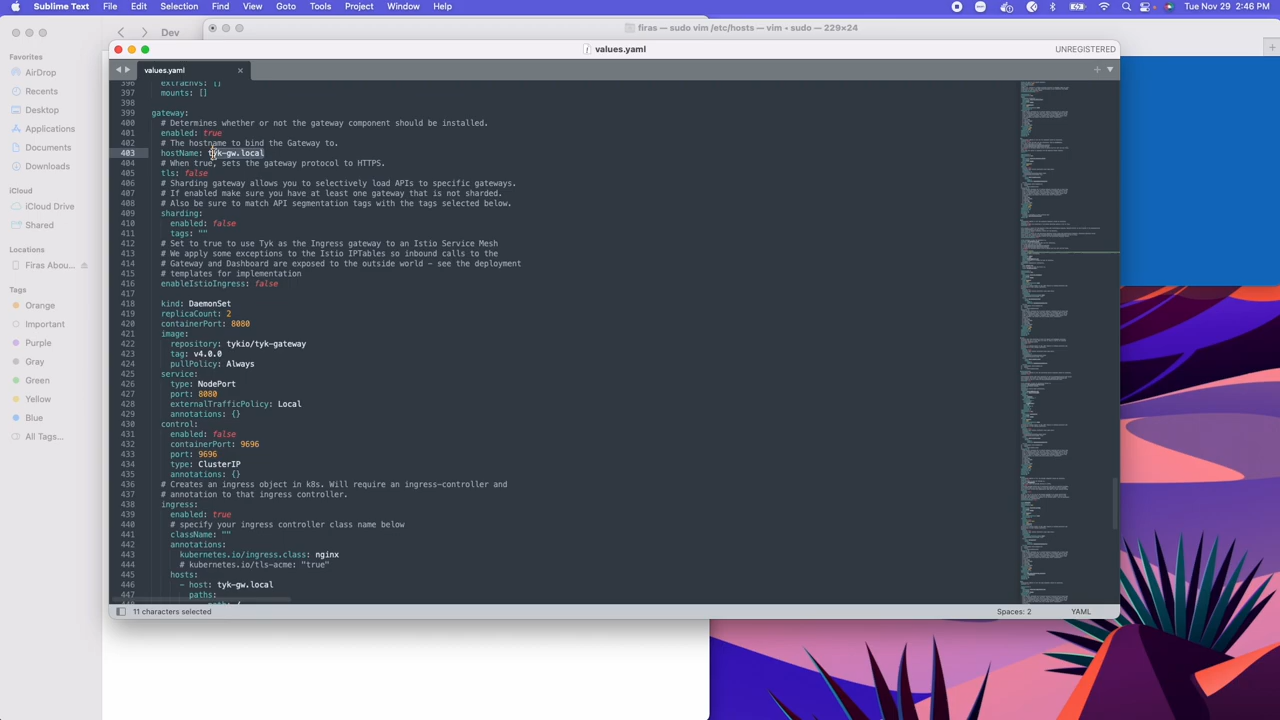 Sublime Text File Edit Selection Find View Goto Tools Project Window Help Tue Nov 29 2:46 PM
Dev
firas — sudo vim /etc/hosts — vim • sudo — 229×24
values.yaml
UNREGISTERED
values.yaml
Favorites
AirDrop
Recents
Desktop
Applications
Documents
Downloads
iCloud
iCloud Drive
Shared
Locations
Firas Abou...
Tags
Orange
Important
Purple
Gray
Green
Yellow
Blue
All Tags...
396 extraEnvs: []
397 mounts: []
398
399 gateway:
400 # Determines whether or not the gateway component should be installed.
401 enabled: true
402 # The hostname to bind the Gateway to.
403 hostName: tyk-gw.local
404 # When true, sets the gateway protocol to HTTPS.
405 tls: false
406 # Sharding gateway allows you to selectively load APIs to specific gateways.
407 # If enabled make sure you have at least one gateway that is not sharded.
408 # Also be sure to match API segmentation tags with the tags selected below.
409 sharding:
410 enabled: false
411 tags: ""
412 # Set to true to use Tyk as the Ingress gateway to an Istio Service Mesh
413 # We apply some exceptions to the Istio IPTables so inbound calls to the
414 # Gateway and Dashboard are exposed to the outside world - see the deployment
415 # templates for implementation
416 enableIstioIngress: false
417
418 kind: DaemonSet
419 replicaCount: 2
420 containerPort: 8080
421 image:
422 repository: tykio/tyk-gateway
423 tag: v4.0.0
424 pullPolicy: Always
425 service:
426 type: NodePort
427 port: 8080
428 externalTrafficPolicy: Local
429 annotations: {}
430 control:
431 enabled: false
432 containerPort: 9696
433 port: 9696
434 type: ClusterIP
435 annotations: {}
436 # Creates an ingress object in k8s. Will require an ingress-controller and
437 # annotation to that ingress controller.
438 ingress:
439 enabled: true
440 # specify your ingress controller class name below
441 className: ""
442 annotations:
443 kubernetes.io/ingress.class: nginx
444 # kubernetes.io/tls-acme: "true"
445 hosts:
446 - host: tyk-gw.local
447 paths:
11 characters selected
Spaces: 2
YAML